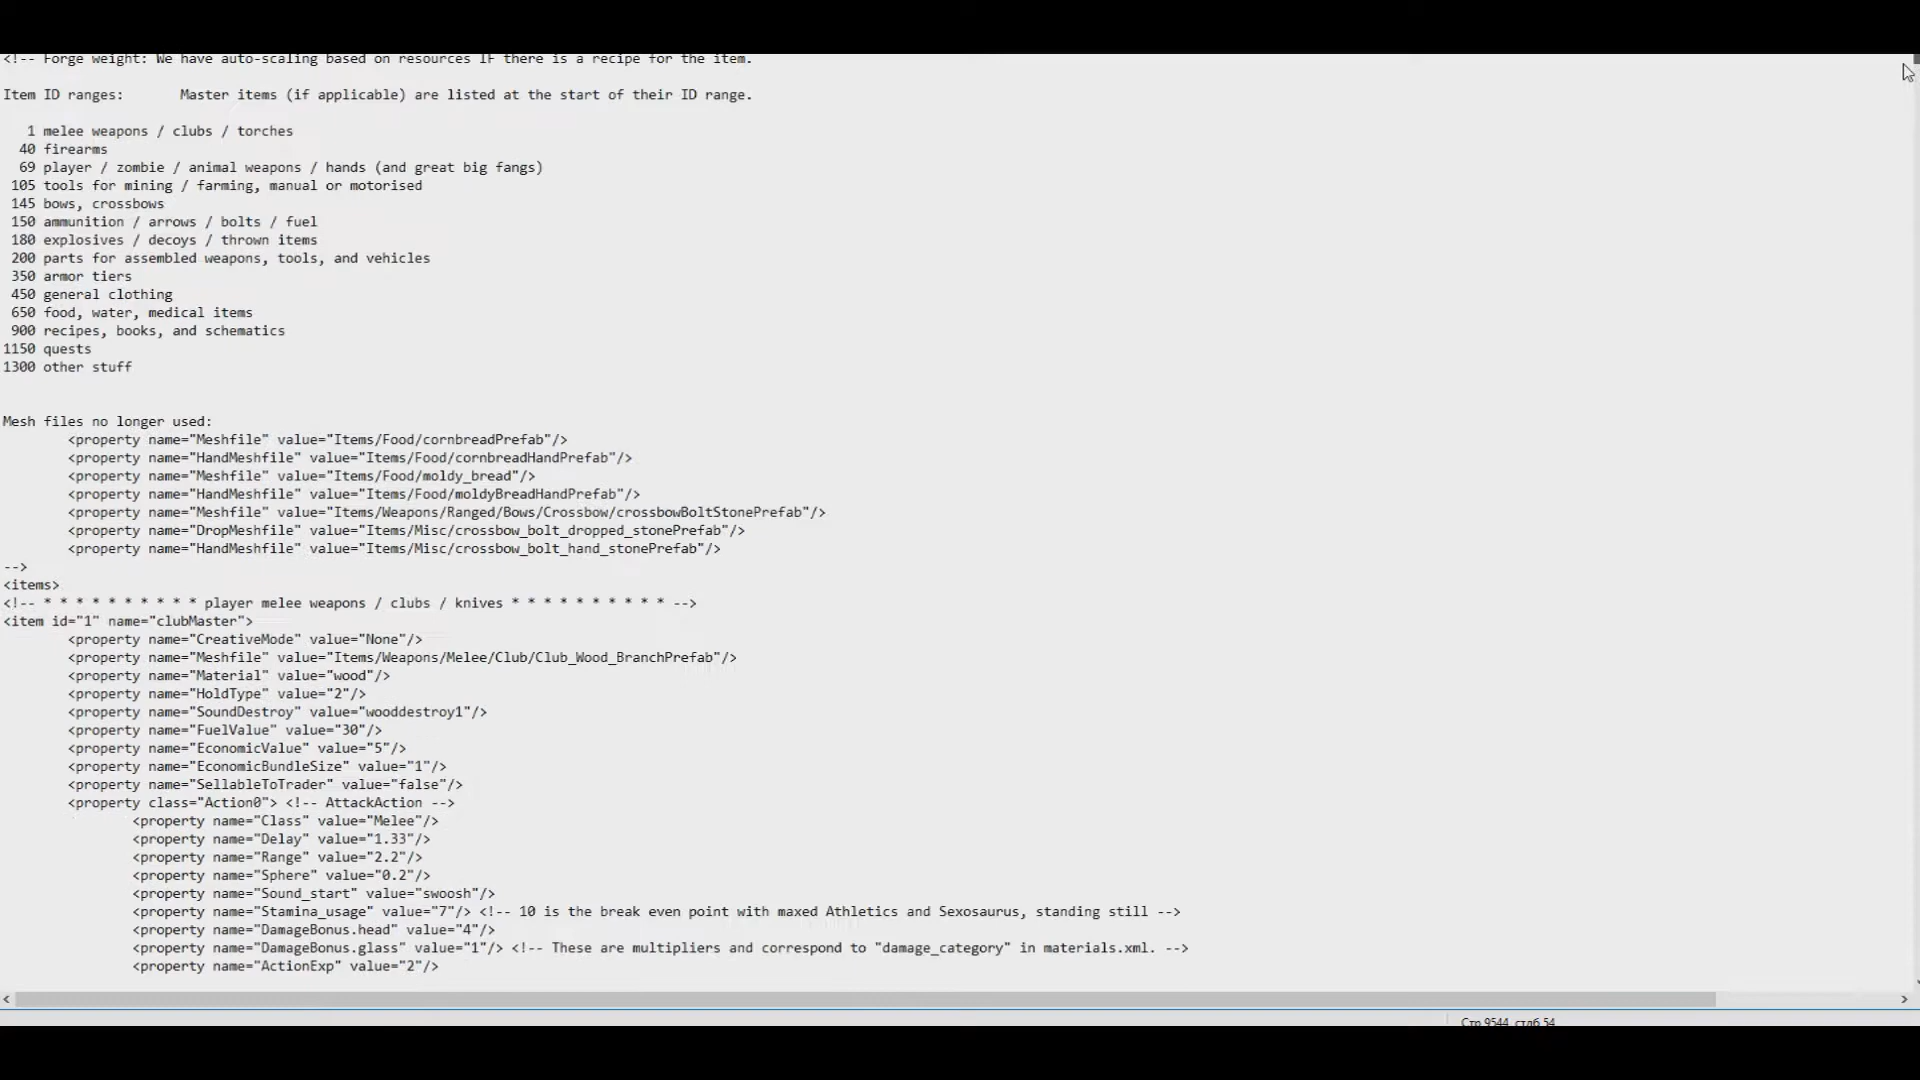 <!-- Forge weight: We have auto-scaling based on resources IF there is a recipe for the item.
Item ID ranges:       Master items (if applicable) are listed at the start of their ID range.
1 melee weapons / clubs / torches
40 firearms
69 player / zombie / animal weapons / hands (and great big fangs)
105 tools for mining / farming, manual or motorised
145 bows, crossbows
150 ammunition / arrows / bolts / fuel
180 explosives / decoys / thrown items
200 parts for assembled weapons, tools, and vehicles
350 armor tiers
450 general clothing
650 food, water, medical items
900 recipes, books, and schematics
1150 quests
1300 other stuff
Mesh files no longer used:
<property name="Meshfile" value="Items/Food/cornbreadPrefab"/>
<property name="HandMeshfile" value="Items/Food/cornbreadHandPrefab"/>
<property name="Meshfile" value="Items/Food/moldy_bread"/>
<property name="HandMeshfile" value="Items/Food/moldyBreadHandPrefab"/>
<property name="Meshfile" value="Items/Weapons/Ranged/Bows/Crossbow/crossbowBoltStonePrefab"/>
<property name="DropMeshfile" value="Items/Misc/crossbow_bolt_dropped_stonePrefab"/>
<property name="HandMeshfile" value="Items/Misc/crossbow_bolt_hand_stonePrefab"/>
-->
<items>
<!-- * * * * * * * * * * player melee weapons / clubs / knives * * * * * * * * * * -->
<item id="1" name="clubMaster">
<property name="CreativeMode" value="None"/>
<property name="Meshfile" value="Items/Weapons/Melee/Club/Club_Wood_BranchPrefab"/>
<property name="Material" value="wood"/>
<property name="HoldType" value="2"/>
<property name="SoundDestroy" value="wooddestroy1"/>
<property name="FuelValue" value="30"/>
<property name="EconomicValue" value="5"/>
<property name="EconomicBundleSize" value="1"/>
<property name="SellableToTrader" value="false"/>
<property class="Action0"> <!-- AttackAction -->
<property name="Class" value="Melee"/>
<property name="Delay" value="1.33"/>
<property name="Range" value="2.2"/>
<property name="Sphere" value="0.2"/>
<property name="Sound_start" value="swoosh"/>
<property name="Stamina_usage" value="7"/> <!-- 10 is the break even point with maxed Athletics and Sexosaurus, standing still -->
<property name="DamageBonus.head" value="4"/>
<property name="DamageBonus.glass" value="1"/> <!-- These are multipliers and correspond to "damage_category" in materials.xml. -->
<property name="ActionExp" value="2"/>
Стр 9544, стлб 54